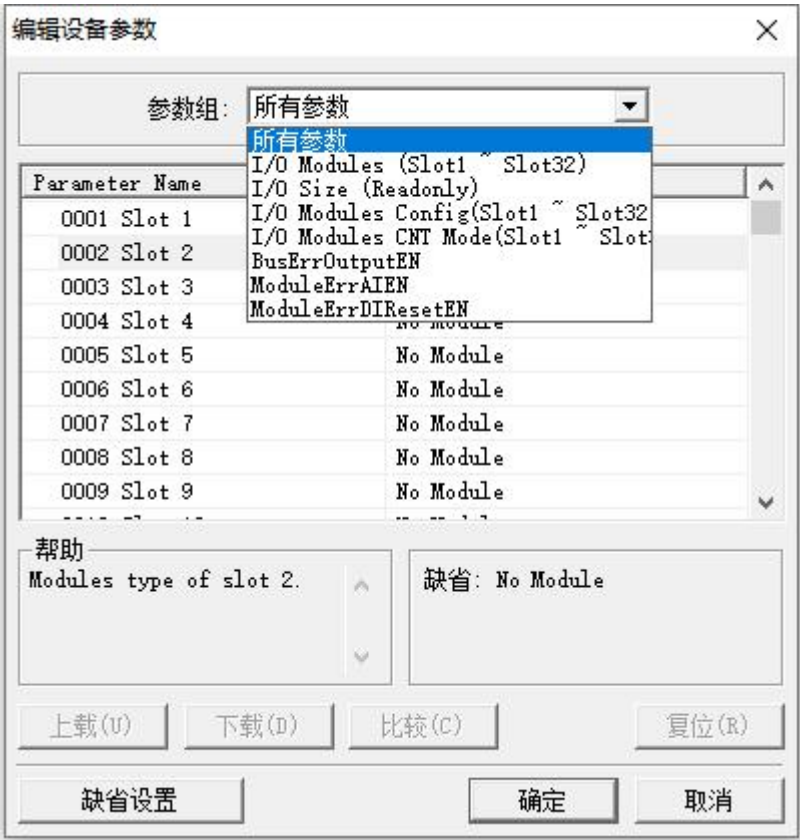 编辑设备参数
参数组: 所有参数
所有参数
I/O Modules (Slot1 ~ Slot32)
I/O Size (Readonly)
I/O Modules Config(Slot1 ~ Slot32
I/O Modules CNT Mode(Slot1 ~ Slot
BusErrOutputEN
ModuleErrAIEN
ModuleErrDIResetEN
Parameter Name
0001 Slot 1
0002 Slot 2
0003 Slot 3
0004 Slot 4 No Module
0005 Slot 5 No Module
0006 Slot 6 No Module
0007 Slot 7 No Module
0008 Slot 8 No Module
0009 Slot 9 No Module
帮助
Modules type of slot 2.
缺省: No Module
上载(U) 下载(D) 比较(C) 复位(R)
缺省设置 确定 取消